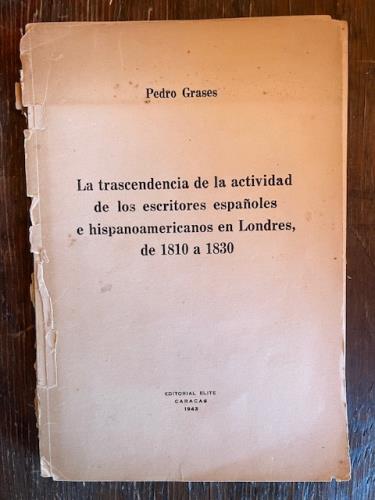 Pedro Grases
La trascendencia de la actividad
de los escritores españoles
e hispanoamericanos en Londres,
de 1810 a 1830
EDITORIAL ELITE
CARACAS
1943